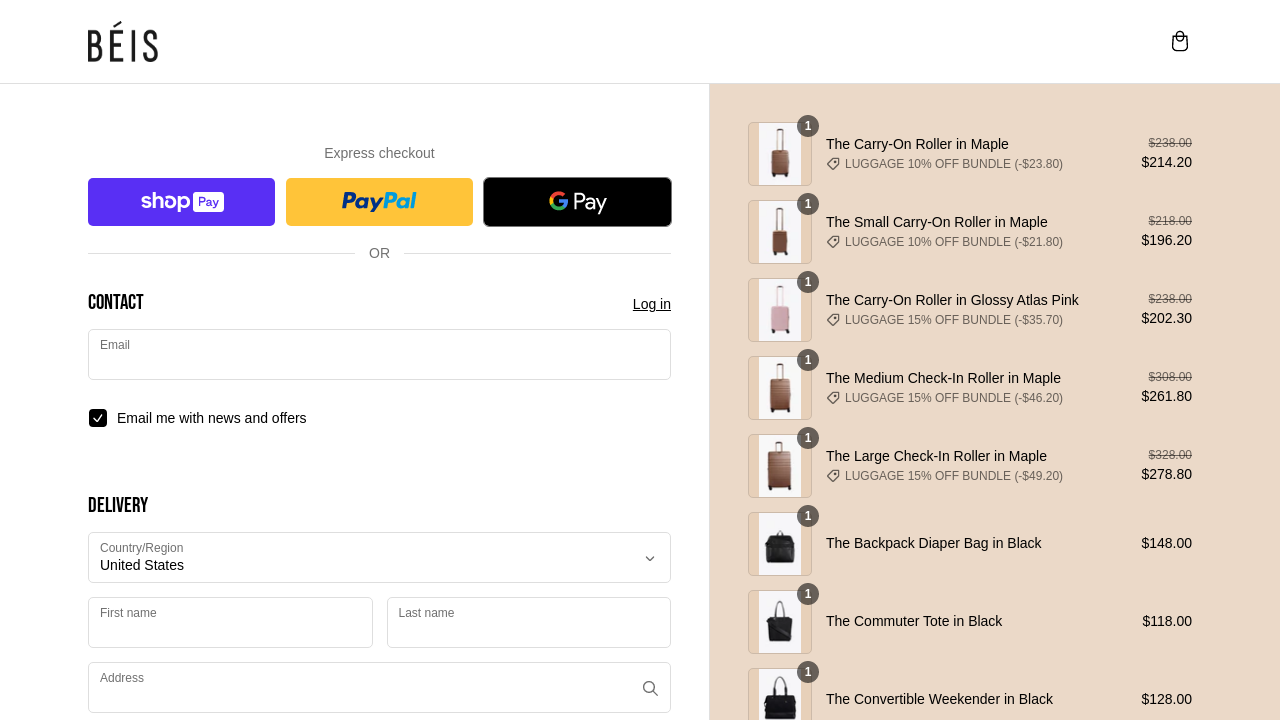 BÉIS
Express checkout
shop Pay
PayPal
G Pay
OR
CONTACT
Log in
Email
Email me with news and offers
DELIVERY
Country/Region
United States
First name
Last name
Address
1
The Carry-On Roller in Maple
LUGGAGE 10% OFF BUNDLE (-$23.80)
$238.00
$214.20
1
The Small Carry-On Roller in Maple
LUGGAGE 10% OFF BUNDLE (-$21.80)
$218.00
$196.20
1
The Carry-On Roller in Glossy Atlas Pink
LUGGAGE 15% OFF BUNDLE (-$35.70)
$238.00
$202.30
1
The Medium Check-In Roller in Maple
LUGGAGE 15% OFF BUNDLE (-$46.20)
$308.00
$261.80
1
The Large Check-In Roller in Maple
LUGGAGE 15% OFF BUNDLE (-$49.20)
$328.00
$278.80
1
The Backpack Diaper Bag in Black
$148.00
1
The Commuter Tote in Black
$118.00
1
The Convertible Weekender in Black
$128.00